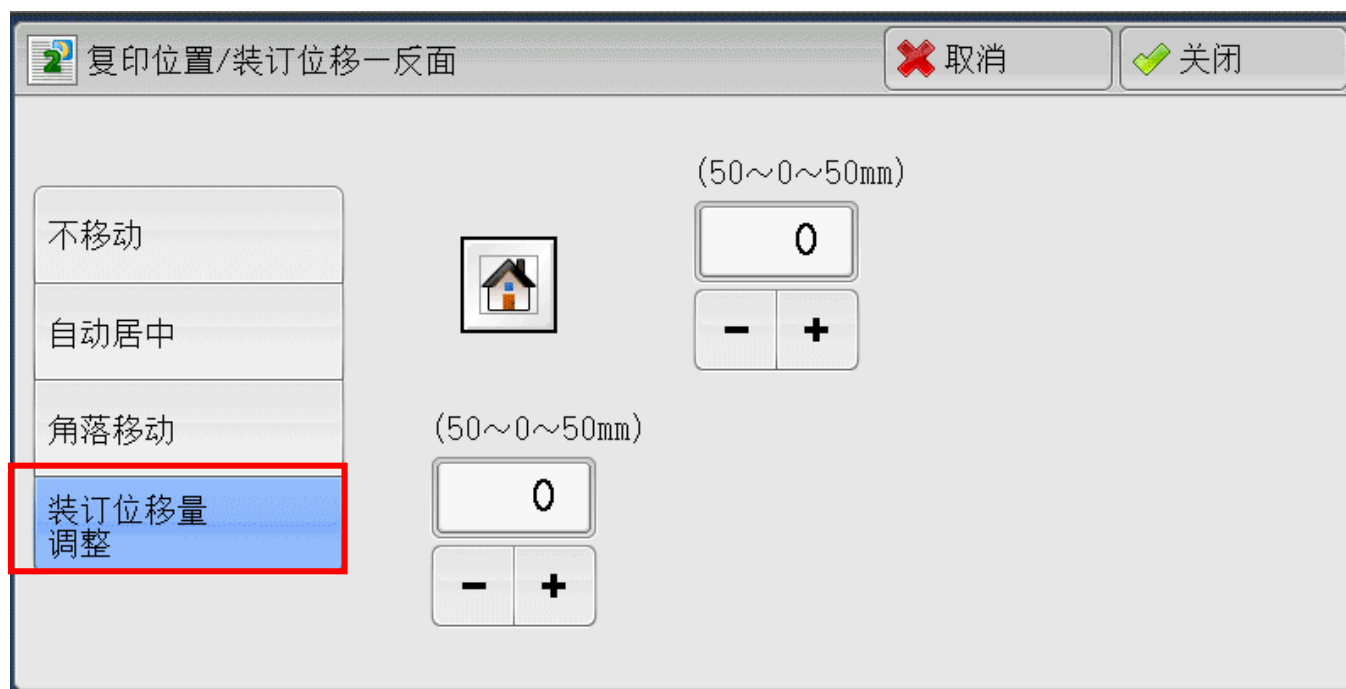 复印位置/装订位移—反面
取消
关闭
(50～0～50mm)
0
- +
不移动
自动居中
角落移动
装订位移量
调整
(50～0～50mm)
0
- +